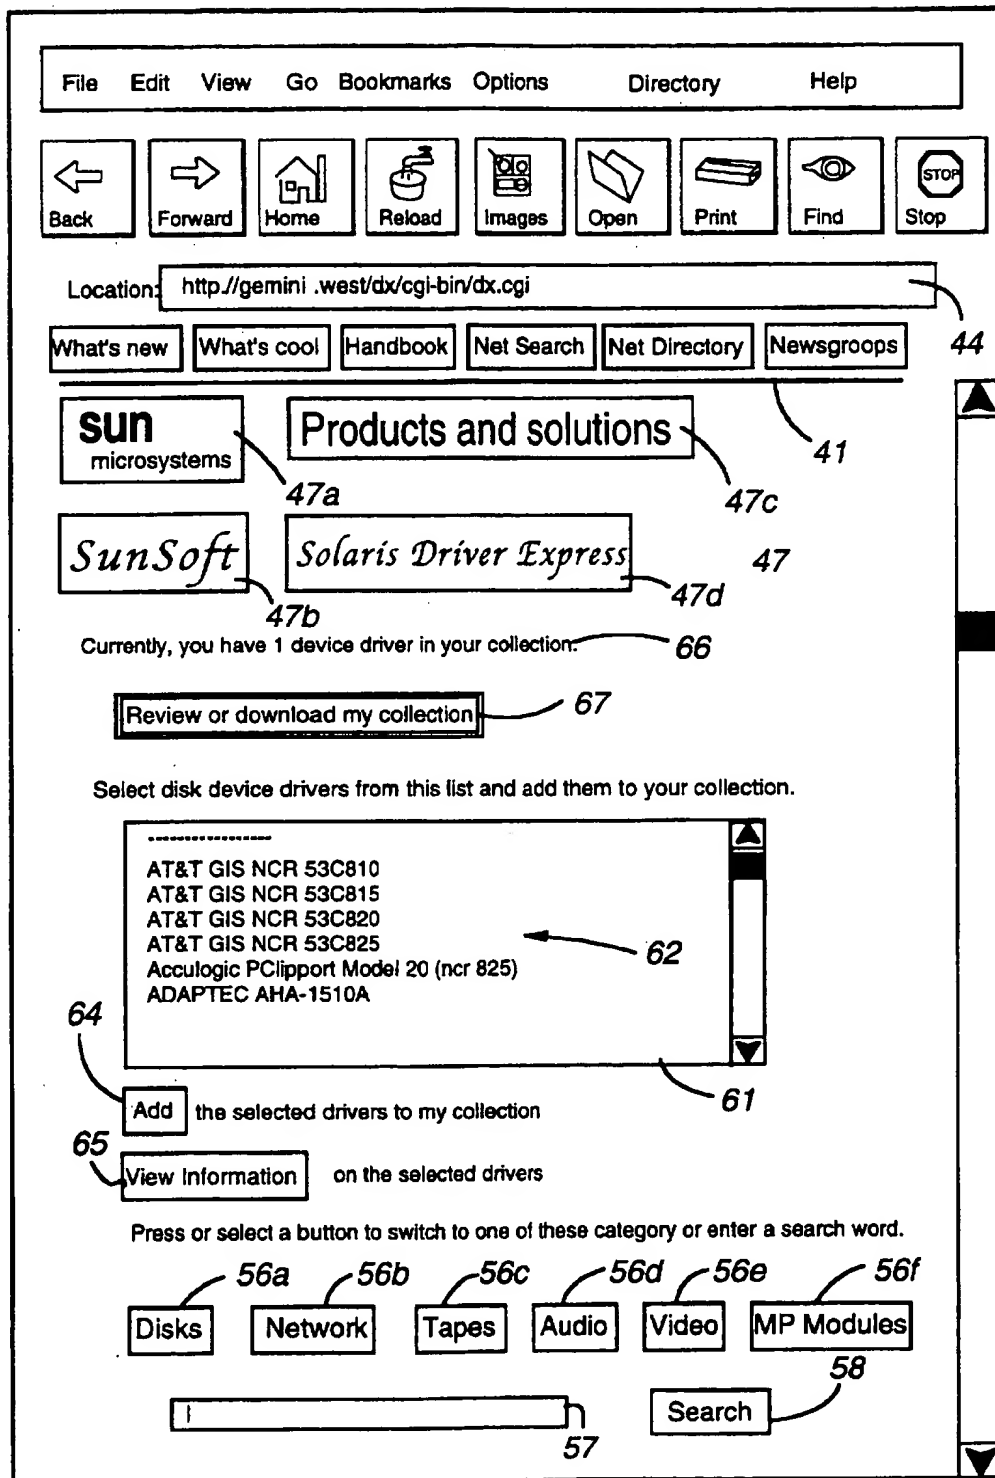 File Edit View Go Bookmarks Options Directory Help
Back Forward Home Reload Images Open Print Find Stop
STOP
Location: http://gemini .west/dx/cgi-bin/dx.cgi
44
What's new What's cool Handbook Net Search Net Directory Newsgroops
41
sun
microsystems
47a
Products and solutions
47c
SunSoft
47b
Solaris Driver Express
47d
47
Currently, you have 1 device driver in your collection.
66
Review or download my collection
67
Select disk device drivers from this list and add them to your collection.
----------------
AT&T GIS NCR 53C810
AT&T GIS NCR 53C815
AT&T GIS NCR 53C820
AT&T GIS NCR 53C825
Acculogic PClipport Model 20 (ncr 825)
ADAPTEC AHA-1510A
62
61
64
Add the selected drivers to my collection
65
View Information on the selected drivers
Press or select a button to switch to one of these category or enter a search word.
56a 56b 56c 56d 56e 56f
Disks Network Tapes Audio Video MP Modules
58
Search
57